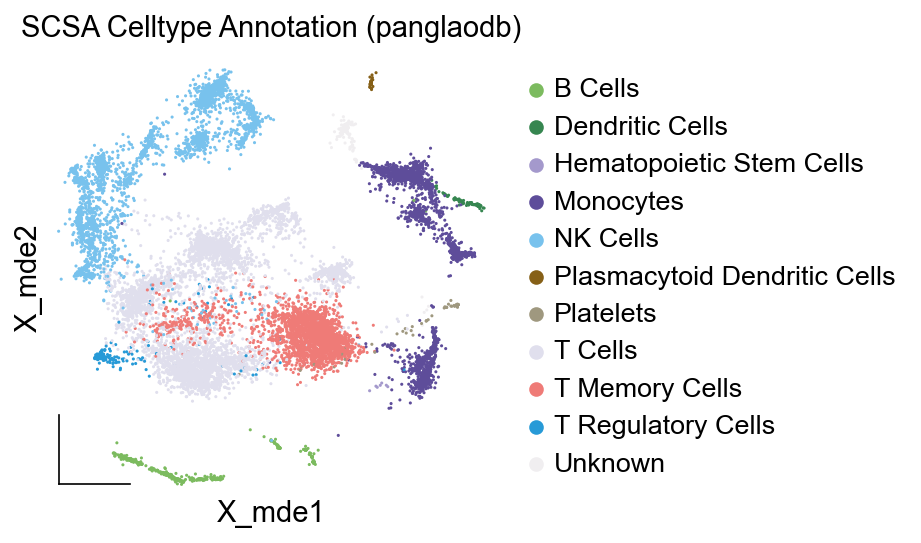 SCSA Celltype Annotation (panglaodb)
B Cells
Dendritic Cells
Hematopoietic Stem Cells
Monocytes
NK Cells
Plasmacytoid Dendritic Cells
Platelets
T Cells
T Memory Cells
T Regulatory Cells
Unknown
X_mde2
X_mde1